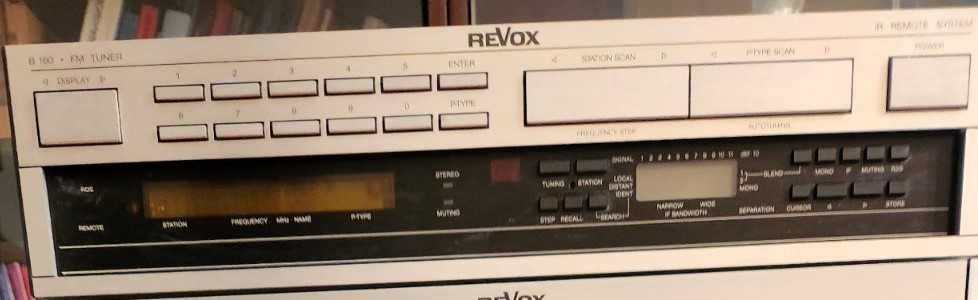 REVOX
IR REMOTE SYSTEM
B 160 • FM TUNER
DISPLAY
1 2 3 4 5 ENTER
6 7 8 9 0 P-TYPE
STATION SCAN
P-TYPE SCAN
POWER
FREQUENCY STEP
AUTOTUNING
RDS
REMOTE
STATION FREQUENCY MHz - NAME P-TYPE
STEREO
MUTING
TUNING STATION
STEP RECALL SEARCH
SIGNAL 1 2 3 4 5 6 7 8 9 10 11
LOCAL
DISTANT
IDENT
NARROW WIDE
IF BANDWIDTH
MONO
SEPARATION
BLEND MONO IF MUTING RDS
CURSOR STORE
REVOX